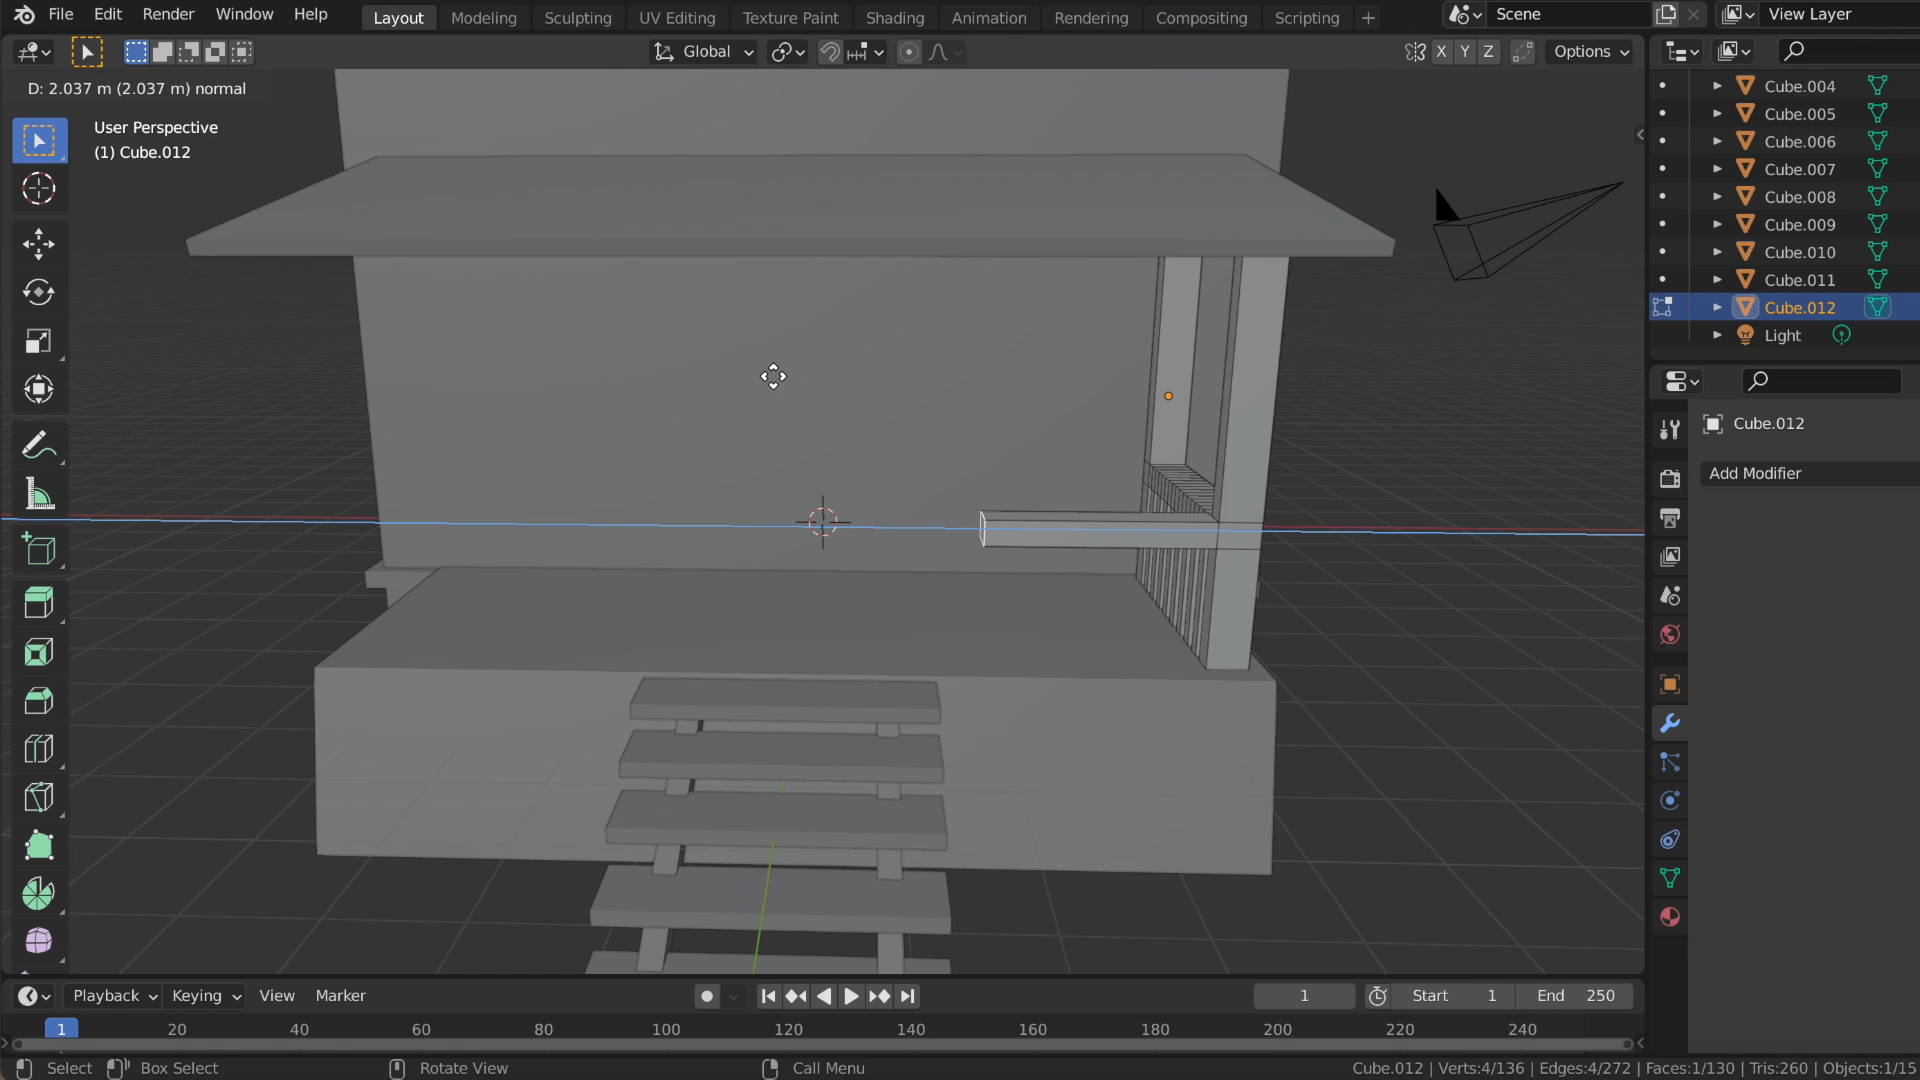 File Edit Render Window Help
Layout Modeling Sculpting UV Editing Texture Paint Shading Animation Rendering Compositing Scripting +
Scene
View Layer
Global
X Y Z
Options
D: 2.037 m (2.037 m) normal
User Perspective
(1) Cube.012
Cube.004
Cube.005
Cube.006
Cube.007
Cube.008
Cube.009
Cube.010
Cube.011
Cube.012
Light
Cube.012
Add Modifier
Playback Keying View Marker
1
Start 1
End 250
1 20 40 60 80 100 120 140 160 180 200 220 240
Select Box Select Rotate View Call Menu
Cube.012 | Verts:4/136 | Edges:4/272 | Faces:1/130 | Tris:260 | Objects:1/15